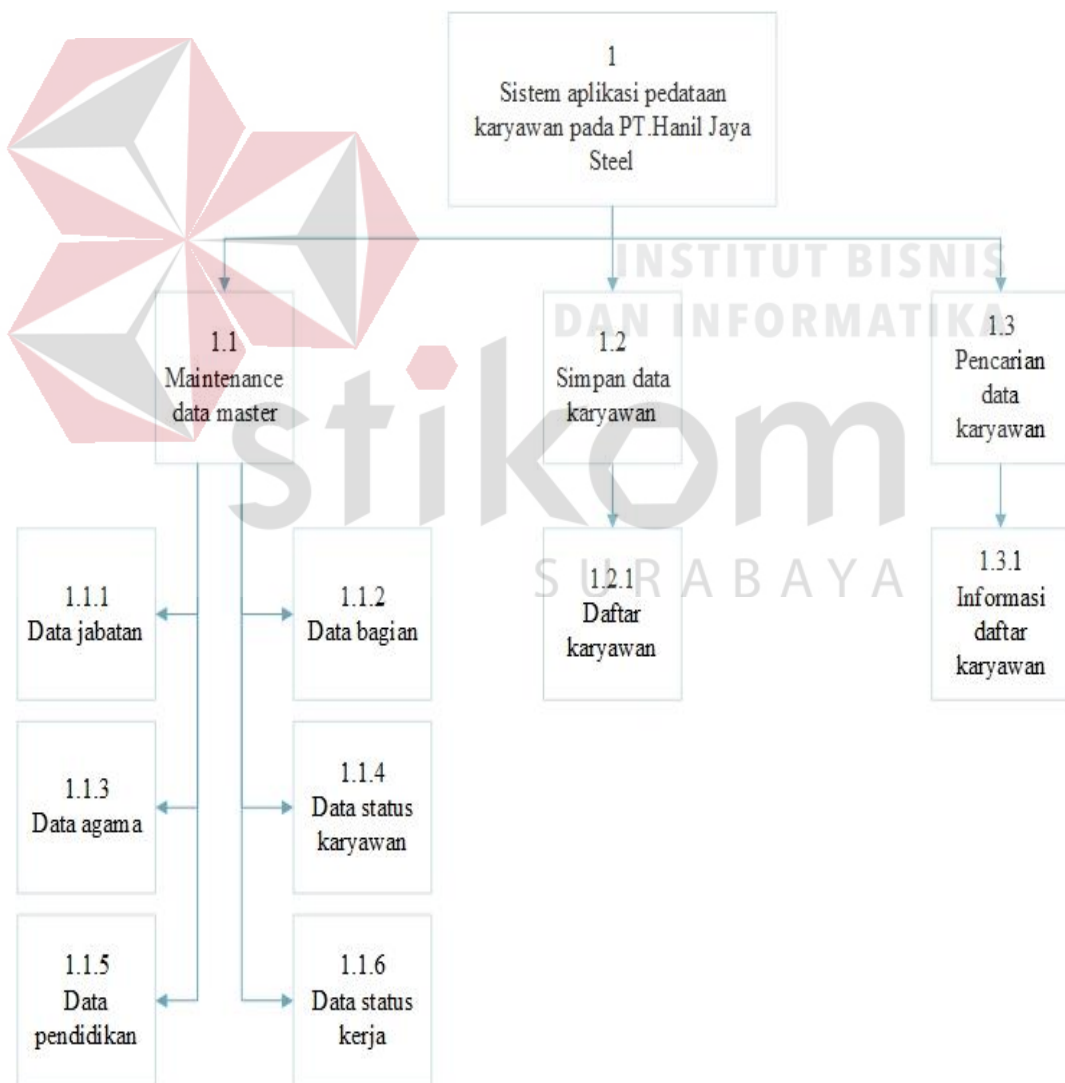 1
Sistem aplikasi pedataan
karyawan pada PT.Hanil Jaya
Steel
INSTITUT BISNIS
DAN INFORMATIKA
stikom
SURABAYA
1.1
Maintenance
data master
1.2
Simpan data
karyawan
1.3
Pencarian
data
karyawan
1.1.1
Data jabatan
1.1.2
Data bagian
1.2.1
Daftar
karyawan
1.3.1
Informasi
daftar
karyawan
1.1.3
Data agama
1.1.4
Data status
karyawan
1.1.5
Data
pendidikan
1.1.6
Data status
kerja